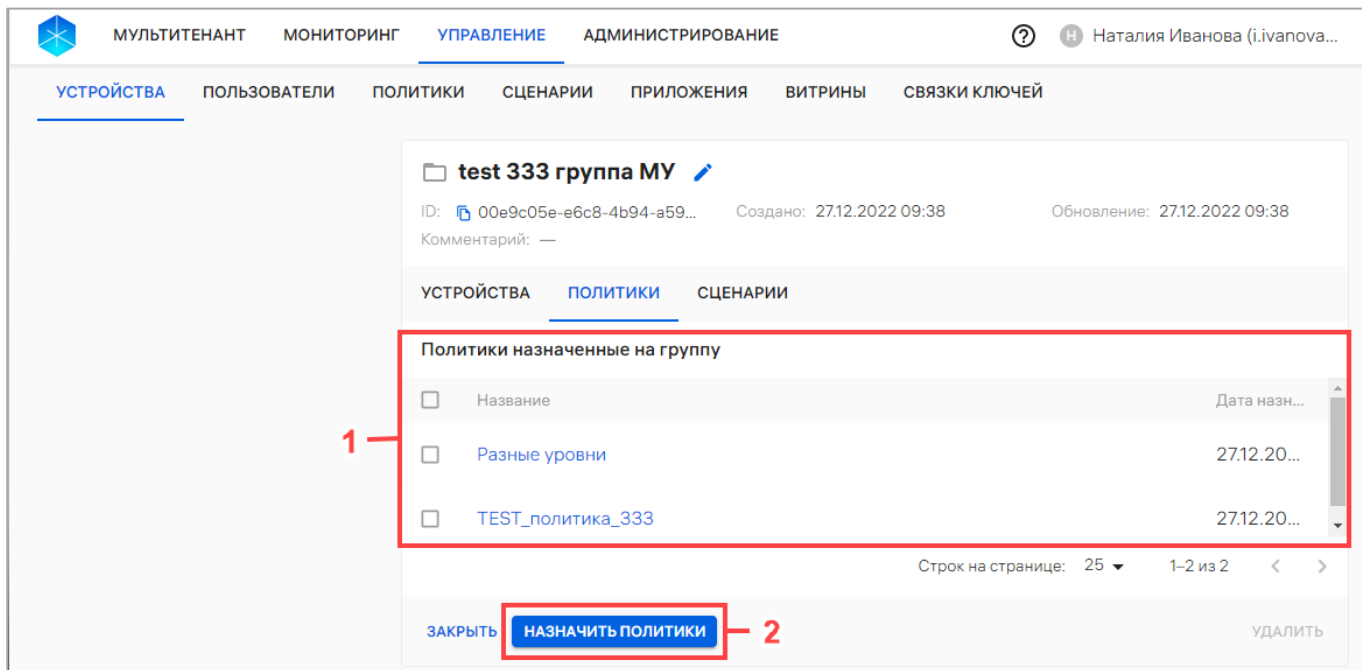 МУЛЬТИТЕНАНТ МОНИТОРИНГ УПРАВЛЕНИЕ АДМИНИСТРИРОВАНИЕ ? Н Наталия Иванова (i.ivanova...
УСТРОЙСТВА ПОЛЬЗОВАТЕЛИ ПОЛИТИКИ СЦЕНАРИИ ПРИЛОЖЕНИЯ ВИТРИНЫ СВЯЗКИ КЛЮЧЕЙ
test 333 группа МУ
ID: 00e9c05e-e6c8-4b94-a59... Создано: 27.12.2022 09:38 Обновление: 27.12.2022 09:38
Комментарий: —
УСТРОЙСТВА ПОЛИТИКИ СЦЕНАРИИ
Политики назначенные на группу
Название Дата назн...
1
Разные уровни 27.12.20...
TEST_политика_333 27.12.20...
Строк на странице: 25 1–2 из 2
ЗАКРЫТЬ НАЗНАЧИТЬ ПОЛИТИКИ 2 УДАЛИТЬ